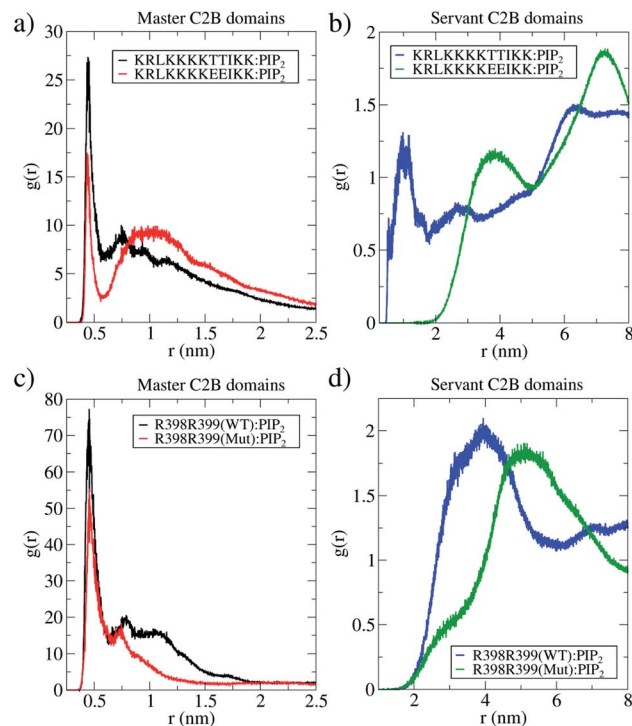 a)
Master C2B domains
g(r)
KRLKKKKTTIKK:PIP₂
KRLKKKKEEIKK:PIP₂
30
25
20
15
10
5
0
0.5
1
1.5
2
2.5
r (nm)
b)
Servant C2B domains
g(r)
KRLKKKKTTIKK:PIP₂
KRLKKKKEEIKK:PIP₂
2
1.5
1
0.5
0
2
4
6
8
r (nm)
c)
Master C2B domains
g(r)
R398R399(WT):PIP₂
R398R399(Mut):PIP₂
80
70
60
50
40
30
20
10
0
0.5
1
1.5
2
2.5
r (nm)
d)
Servant C2B domains
g(r)
2
1.5
1
0.5
0
R398R399(WT):PIP₂
R398R399(Mut):PIP₂
2
4
6
8
r (nm)